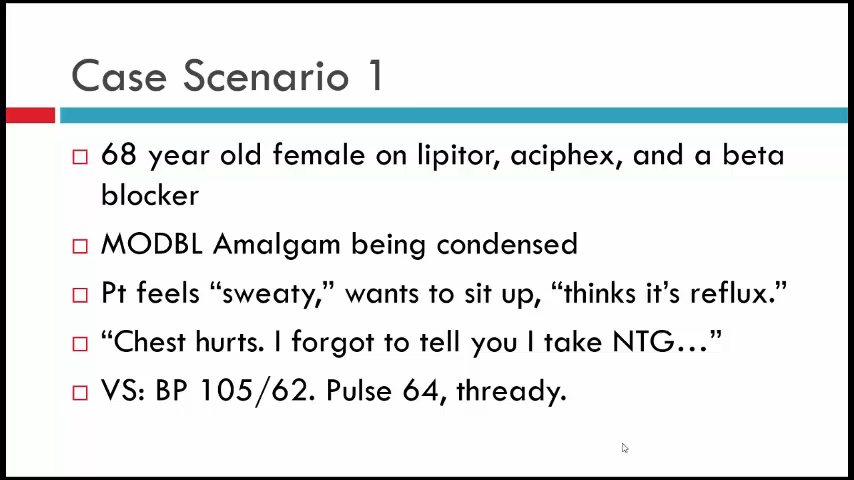 Case Scenario 1
68 year old female on lipitor, aciphex, and a beta
blocker
MODBL Amalgam being condensed
Pt feels “sweaty,” wants to sit up, “thinks it’s reflux.”
“Chest hurts. I forgot to tell you I take NTG…”
VS: BP 105/62. Pulse 64, thready.